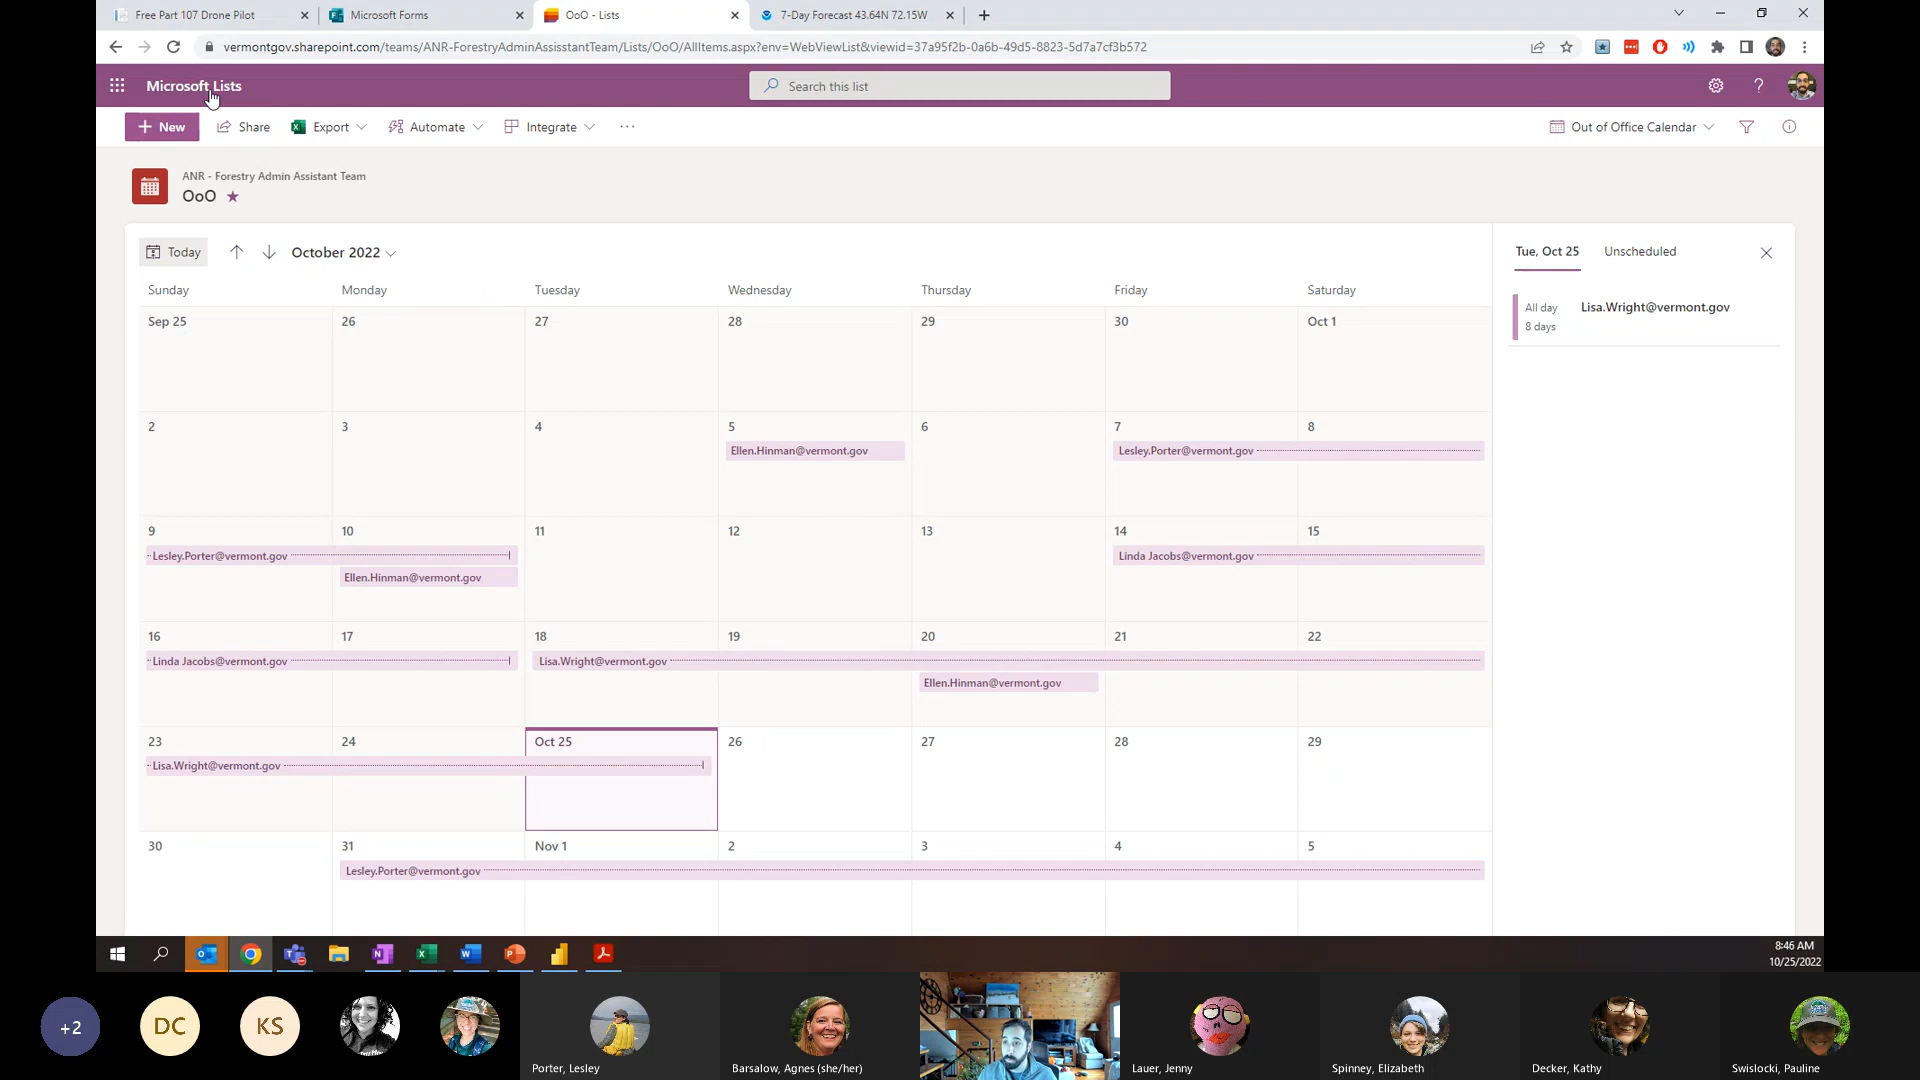 Free Part 107 Drone Pilot
Microsoft Forms
OoO - Lists
7-Day Forecast 43.64N 72.15W
vermontgov.sharepoint.com/teams/ANR-ForestryAdminAssisstantTeam/Lists/OoO/AllItems.aspx?env=WebViewList&viewid=37a95f2b-0a6b-49d5-8823-5d7a7cf3b572
Microsoft Lists
Search this list
New
Share
Export
Automate
Integrate
Out of Office Calendar
ANR - Forestry Admin Assistant Team
OoO
Today
October 2022
Tue, Oct 25
Unscheduled
Sunday Monday Tuesday Wednesday Thursday Friday Saturday
All day
8 days
Lisa.Wright@vermont.gov
Sep 25 26 27 28 29 30 Oct 1
2 3 4 5 6 7 8
Ellen.Hinman@vermont.gov
Lesley.Porter@vermont.gov
9 10 11 12 13 14 15
Lesley.Porter@vermont.gov
Linda Jacobs@vermont.gov
Ellen.Hinman@vermont.gov
16 17 18 19 20 21 22
Linda Jacobs@vermont.gov
Lisa.Wright@vermont.gov
Ellen.Hinman@vermont.gov
23 24 Oct 25 26 27 28 29
Lisa.Wright@vermont.gov
30 31 Nov 1 2 3 4 5
Lesley.Porter@vermont.gov
8:46 AM
10/25/2022
+2
DC
KS
Porter, Lesley
Barsalow, Agnes (she/her)
Lauer, Jenny
Spinney, Elizabeth
Decker, Kathy
Swislocki, Pauline